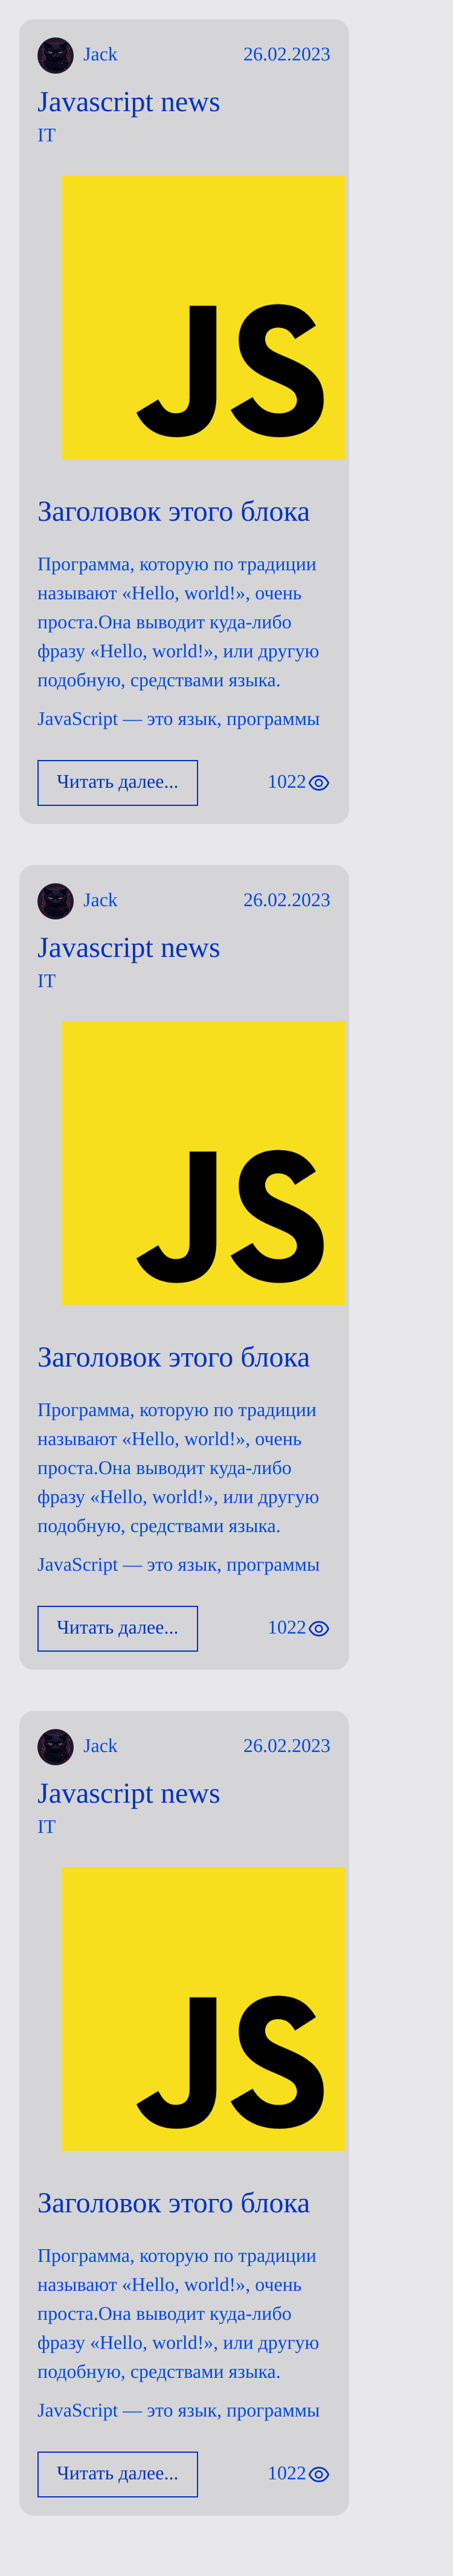 Jack 26.02.2023
Javascript news
IT
JS
Заголовок этого блока
Программа, которую по традиции
называют «Hello, world!», очень
проста.Она выводит куда-либо
фразу «Hello, world!», или другую
подобную, средствами языка.
JavaScript — это язык, программы
Читать далее... 1022
Jack 26.02.2023
Javascript news
IT
JS
Заголовок этого блока
Программа, которую по традиции
называют «Hello, world!», очень
проста.Она выводит куда-либо
фразу «Hello, world!», или другую
подобную, средствами языка.
JavaScript — это язык, программы
Читать далее... 1022
Jack 26.02.2023
Javascript news
IT
JS
Заголовок этого блока
Программа, которую по традиции
называют «Hello, world!», очень
проста.Она выводит куда-либо
фразу «Hello, world!», или другую
подобную, средствами языка.
JavaScript — это язык, программы
Читать далее... 1022